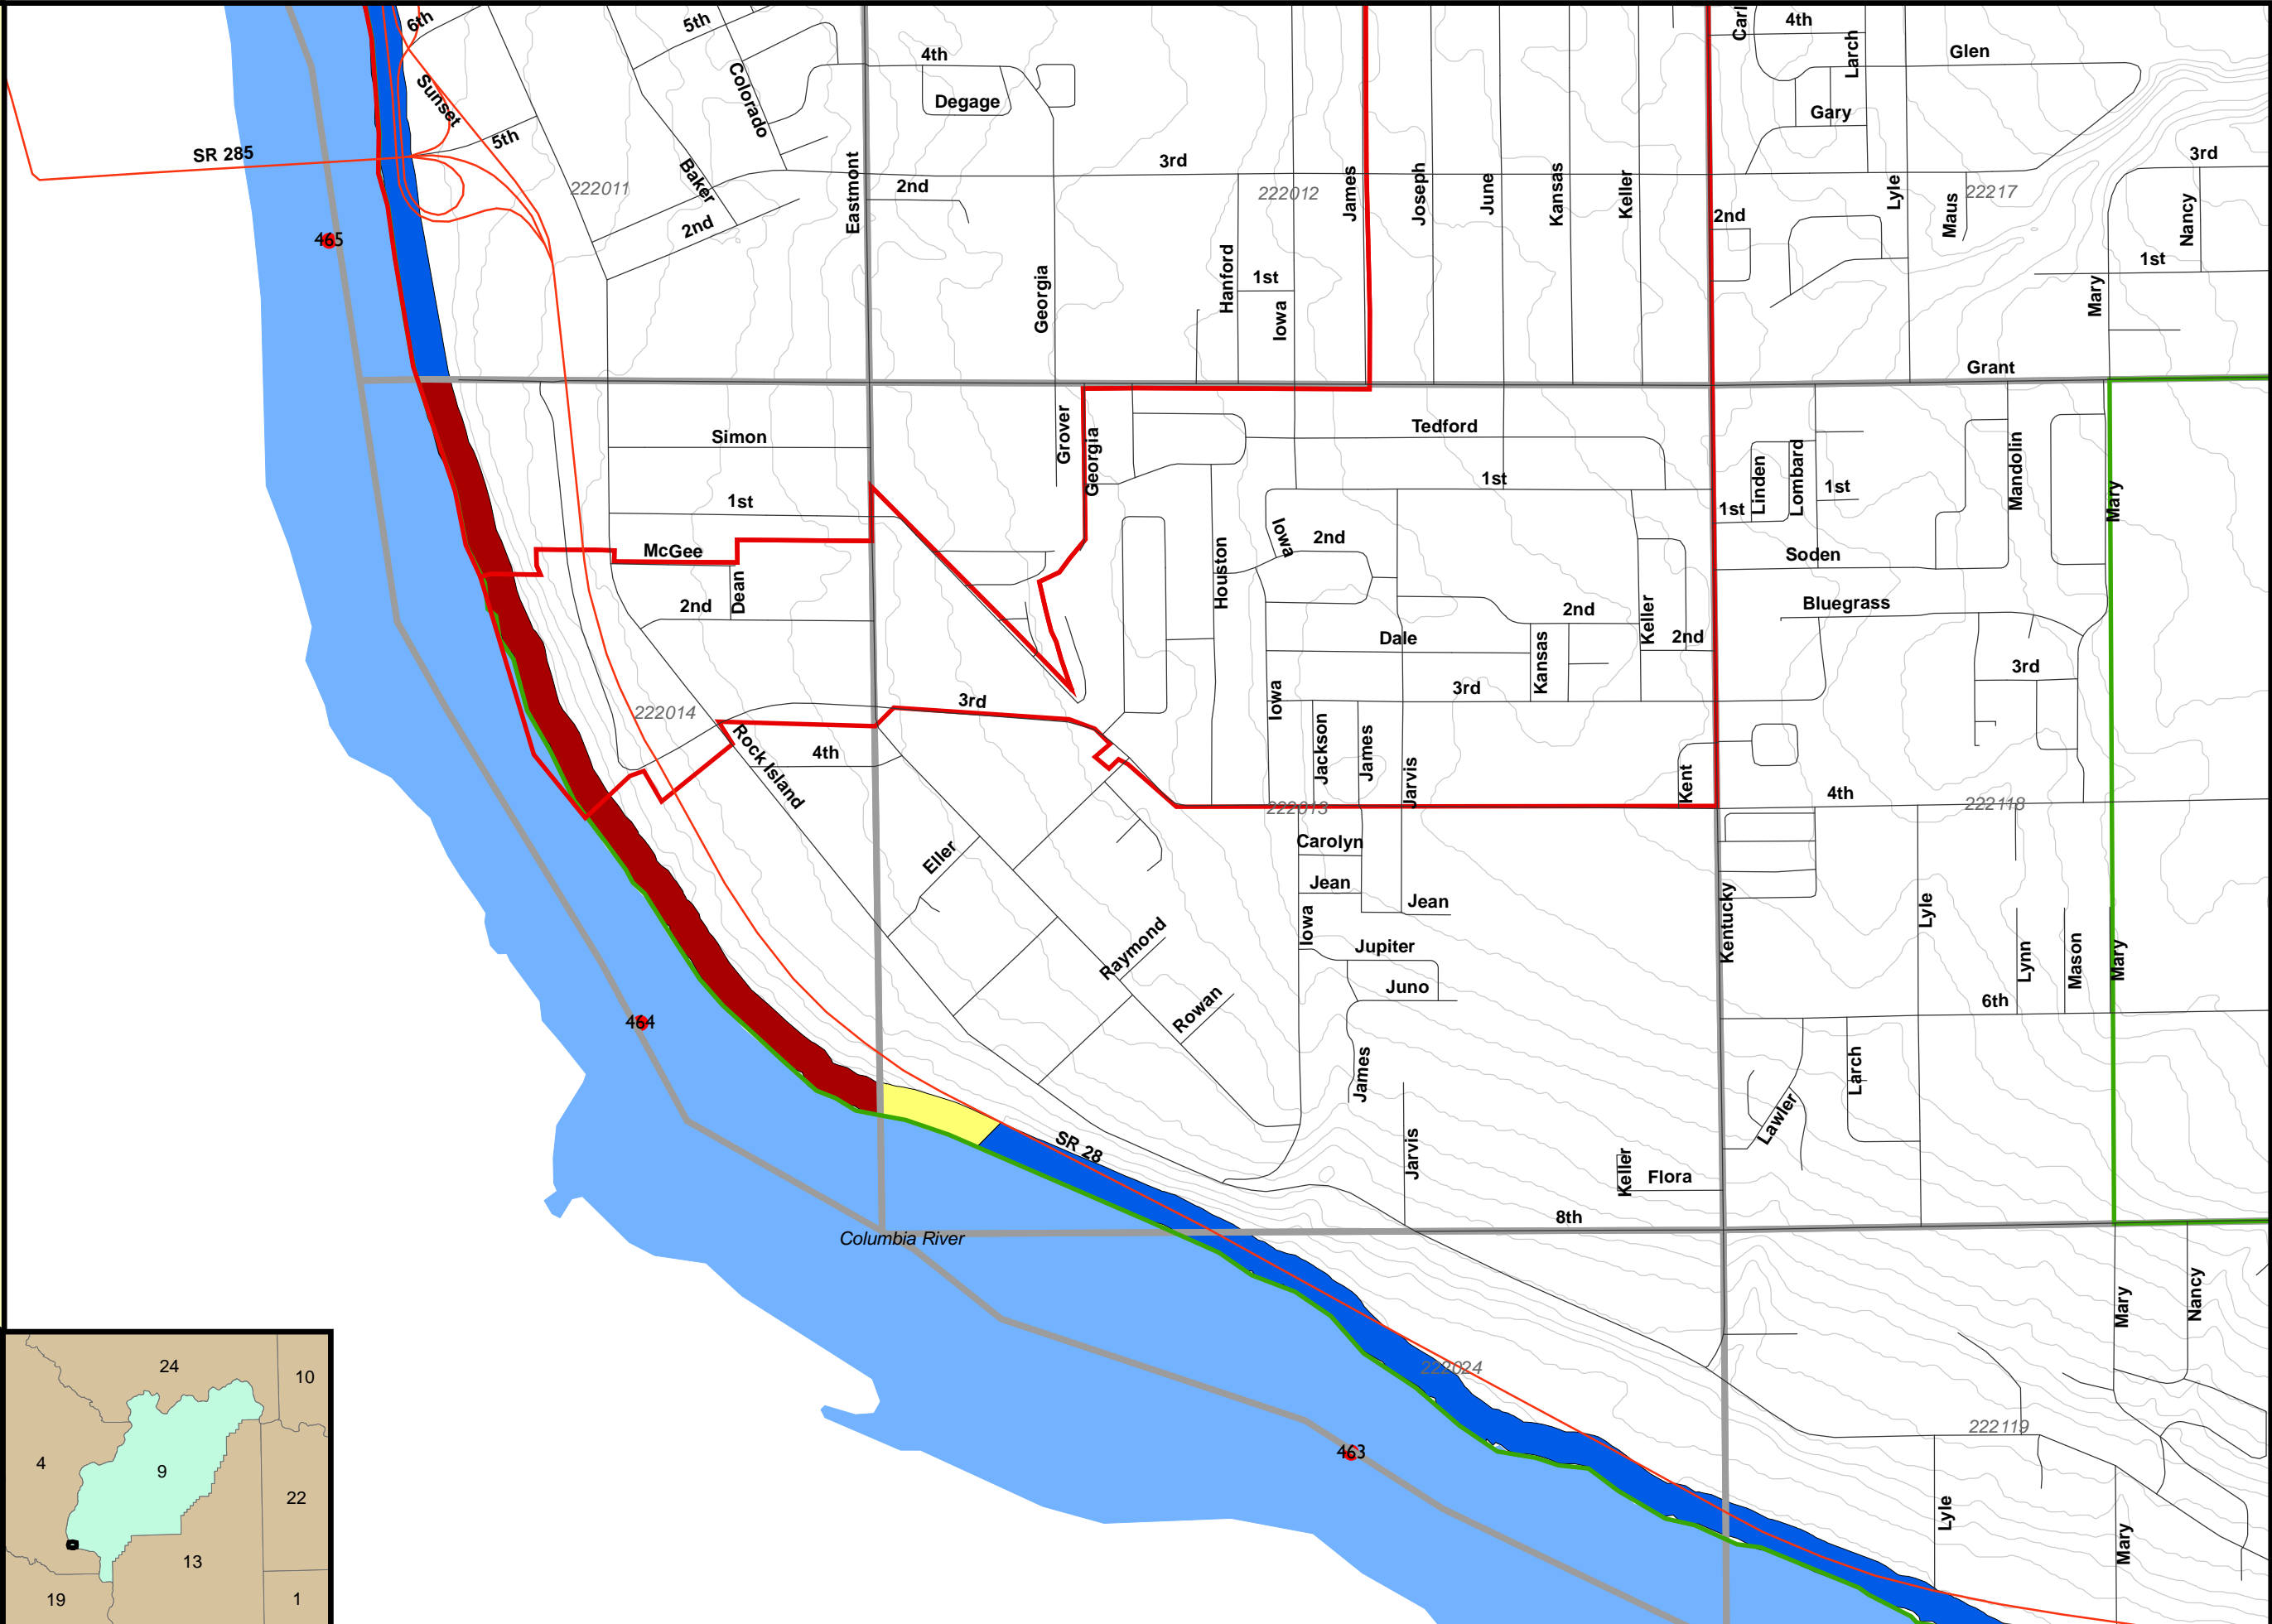 6th
5th
4th
Carl
4th
Larch
Glen
Sunset
Colorado
Degage
Gary
SR 285
5th
Baker
Eastmont
3rd
James
Joseph
June
Kansas
Keller
3rd
222011
2nd
222012
Lyle
Maus
22217
Nancy
2nd
2nd
465
Georgia
Hanford
1st
Iowa
1st
Mary
Grant
Simon
Grover
Georgia
Tedford
Linden
Lombard
1st
Mandolin
Mary
1st
1st
1st
McGee
Dean
2nd
Houston
Iowa
2nd
Soden
Bluegrass
2nd
Keller
Dale
Kansas
2nd
3rd
222014
3rd
Iowa
3rd
Rock Island
4th
Jackson
James
Jarvis
Kent
4th
222013
222118
Eller
Carolyn
Jean
Jean
Kentucky
Lyle
Raymond
Iowa
Jupiter
Lynn
Mason
Mary
Juno
6th
Rowan
464
James
Larch
Lawler
SR 28
Jarvis
Keller
Flora
8th
Columbia River
Mary
Nancy
222024
222119
463
Lyle
Mary
24
10
4
9
22
13
19
1